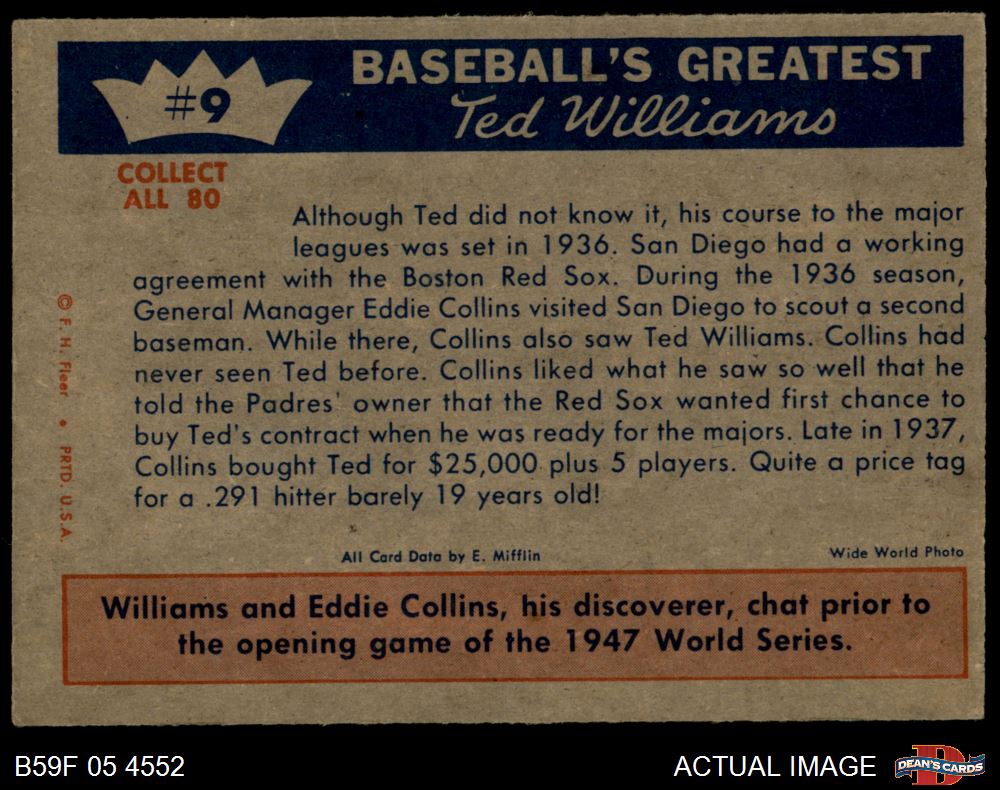 #9
BASEBALL'S GREATEST
Ted Williams
COLLECT
ALL 80
Although Ted did not know it, his course to the major
leagues was set in 1936. San Diego had a working
agreement with the Boston Red Sox. During the 1936 season,
General Manager Eddie Collins visited San Diego to scout a second
baseman. While there, Collins also saw Ted Williams. Collins had
never seen Ted before. Collins liked what he saw so well that he
told the Padres' owner that the Red Sox wanted first chance to
buy Ted's contract when he was ready for the majors. Late in 1937,
Collins bought Ted for $25,000 plus 5 players. Quite a price tag
for a .291 hitter barely 19 years old!
© F. H. Fleer • PRTD. U.S.A.
All Card Data by E. Mifflin
Wide World Photo
Williams and Eddie Collins, his discoverer, chat prior to
the opening game of the 1947 World Series.
B59F 05 4552
ACTUAL IMAGE
D
DEAN'S CARDS